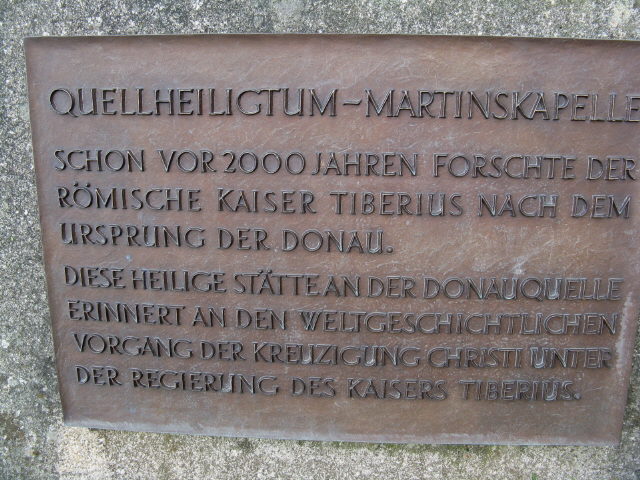 QUELLHEILIGTUM – MARTINSKAPELLE
SCHON VOR 2000 JAHREN FORSCHTE DER
RÖMISCHE KAISER TIBERIUS NACH DEM
URSPRUNG DER DONAU.
DIESE HEILIGE STÄTTE AN DER DONAUQUELLE
ERINNERT AN DEN WELTGESCHICHTLICHEN
VORGANG DER KREUZIGUNG CHRISTI UNTER
DER REGIERUNG DES KAISERS TIBERIUS.